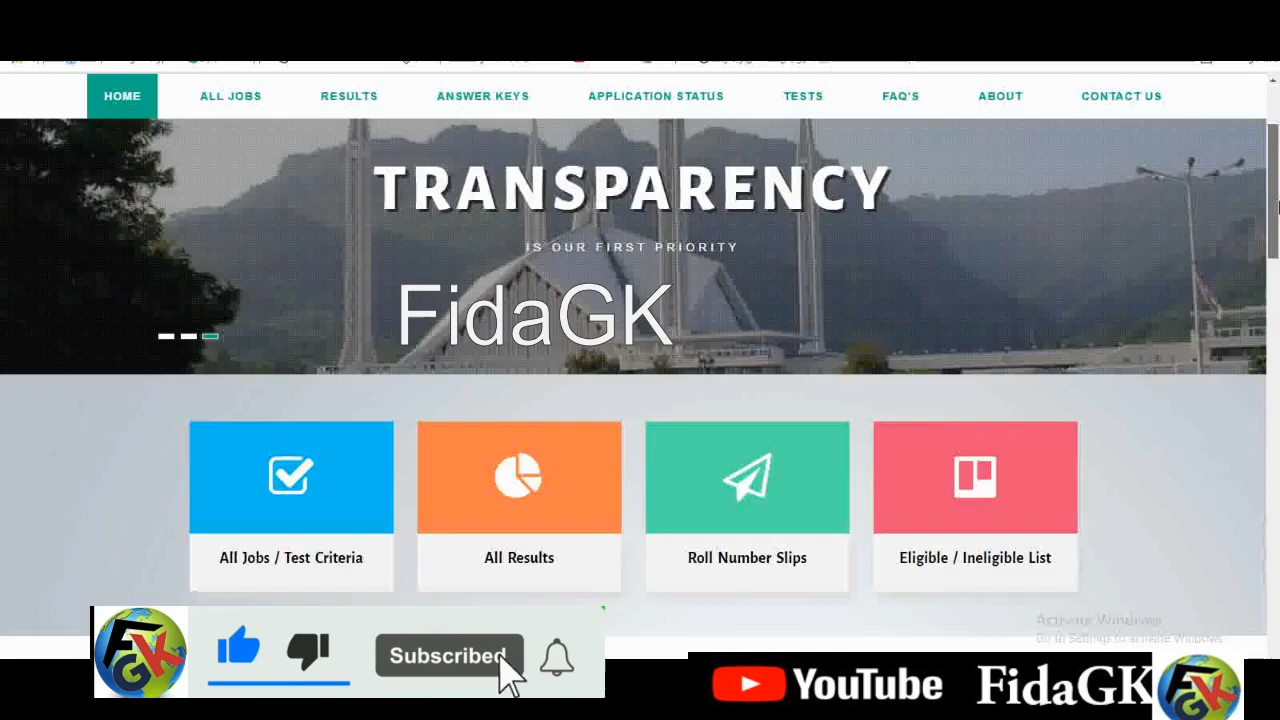 HOME ALL JOBS RESULTS ANSWER KEYS APPLICATION STATUS TESTS FAQ'S ABOUT CONTACT US
TRANSPARENCY
IS OUR FIRST PRIORITY
FidaGK
All Jobs / Test Criteria All Results Roll Number Slips Eligible / Ineligible List
Activate Windows
Go to Settings to activate Windows
FGK Subscribed
YouTube FidaGK FGK